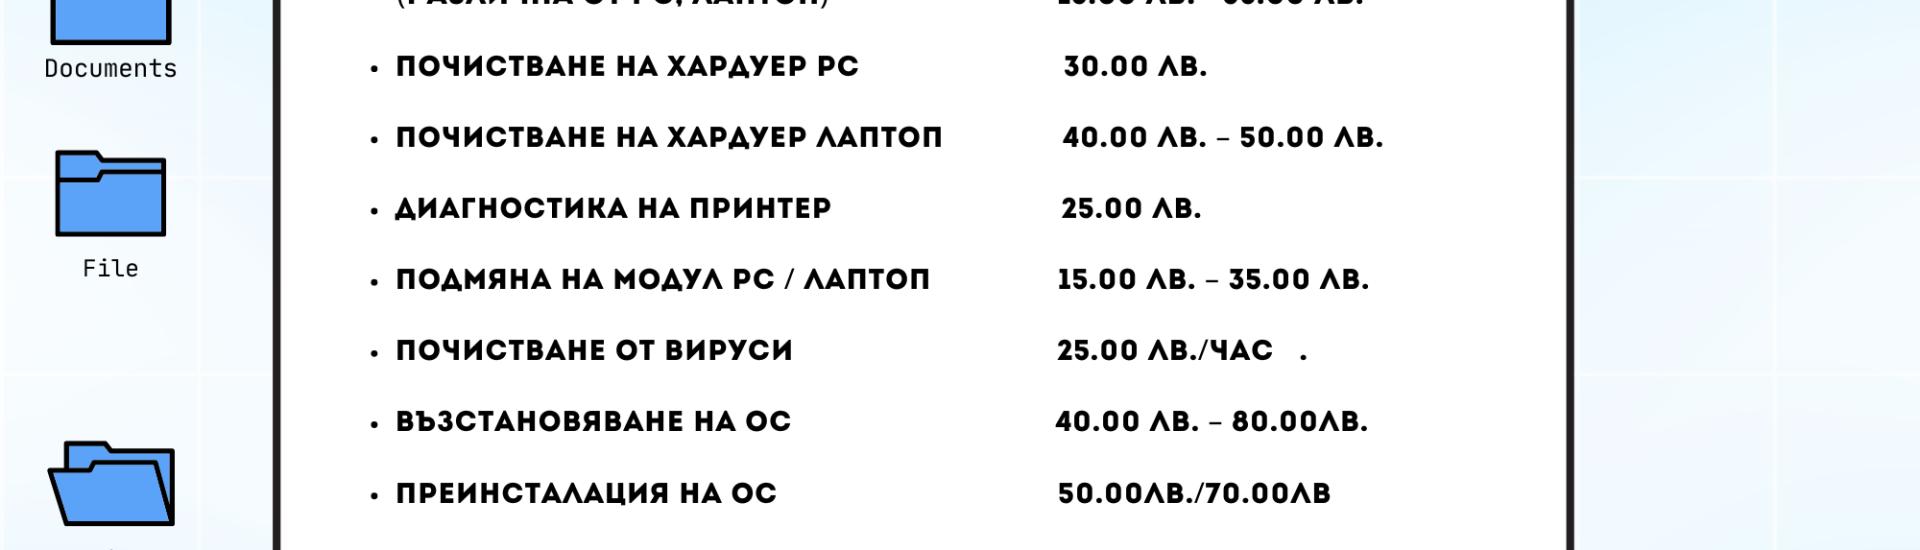 Documents
ПОЧИСТВАНЕ НА ХАРДУЕР PC 30.00 ЛВ.
ПОЧИСТВАНЕ НА ХАРДУЕР ЛАПТОП 40.00 ЛВ. – 50.00 ЛВ.
ДИАГНОСТИКА НА ПРИНТЕР 25.00 ЛВ.
File
ПОДМЯНА НА МОДУЛ PC / ЛАПТОП 15.00 ЛВ. – 35.00 ЛВ.
ПОЧИСТВАНЕ ОТ ВИРУСИ 25.00 ЛВ./ЧАС .
ВЪЗСТАНОВЯВАНЕ НА ОС 40.00 ЛВ. – 80.00ЛВ.
ПРЕИНСТАЛАЦИЯ НА ОС 50.00ЛВ./70.00ЛВ